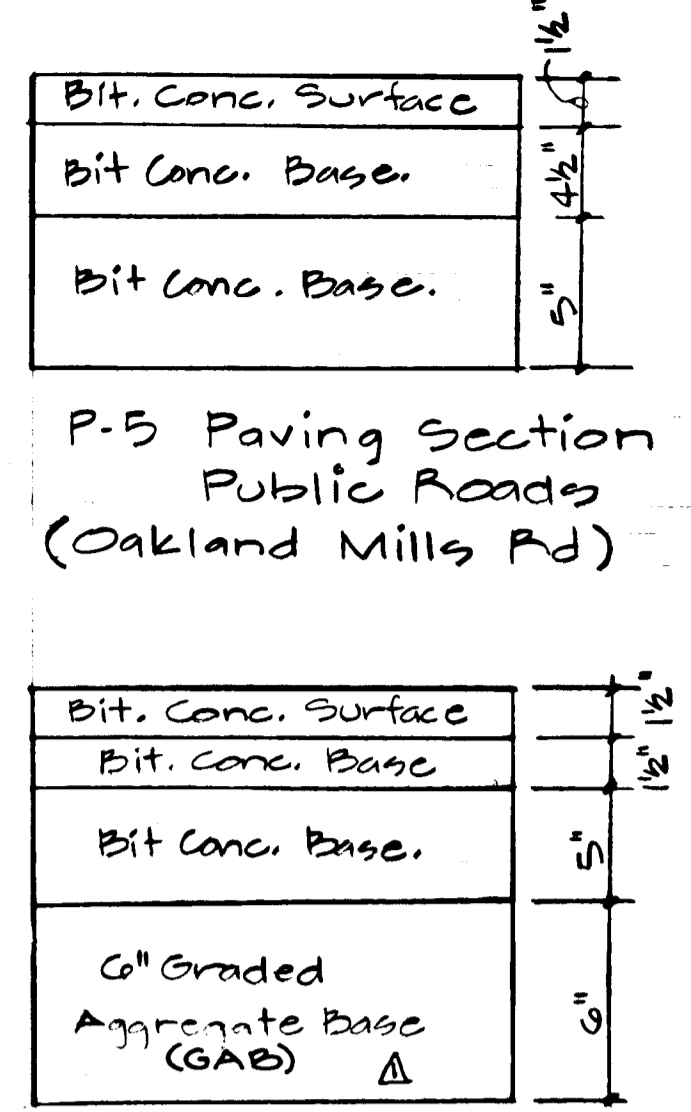 1½"
Bit. Conc. Surface
Bit Conc. Base.
4½"
Bit Conc. Base.
5"
P-5 Paving Section
Public Roads
(Oakland Mills Rd)
Bit. Conc. Surface
1½"
Bit. Conc. Base
1½"
Bit Conc. Base.
5"
6" Graded
Aggregate Base
(GAB)
1
6"